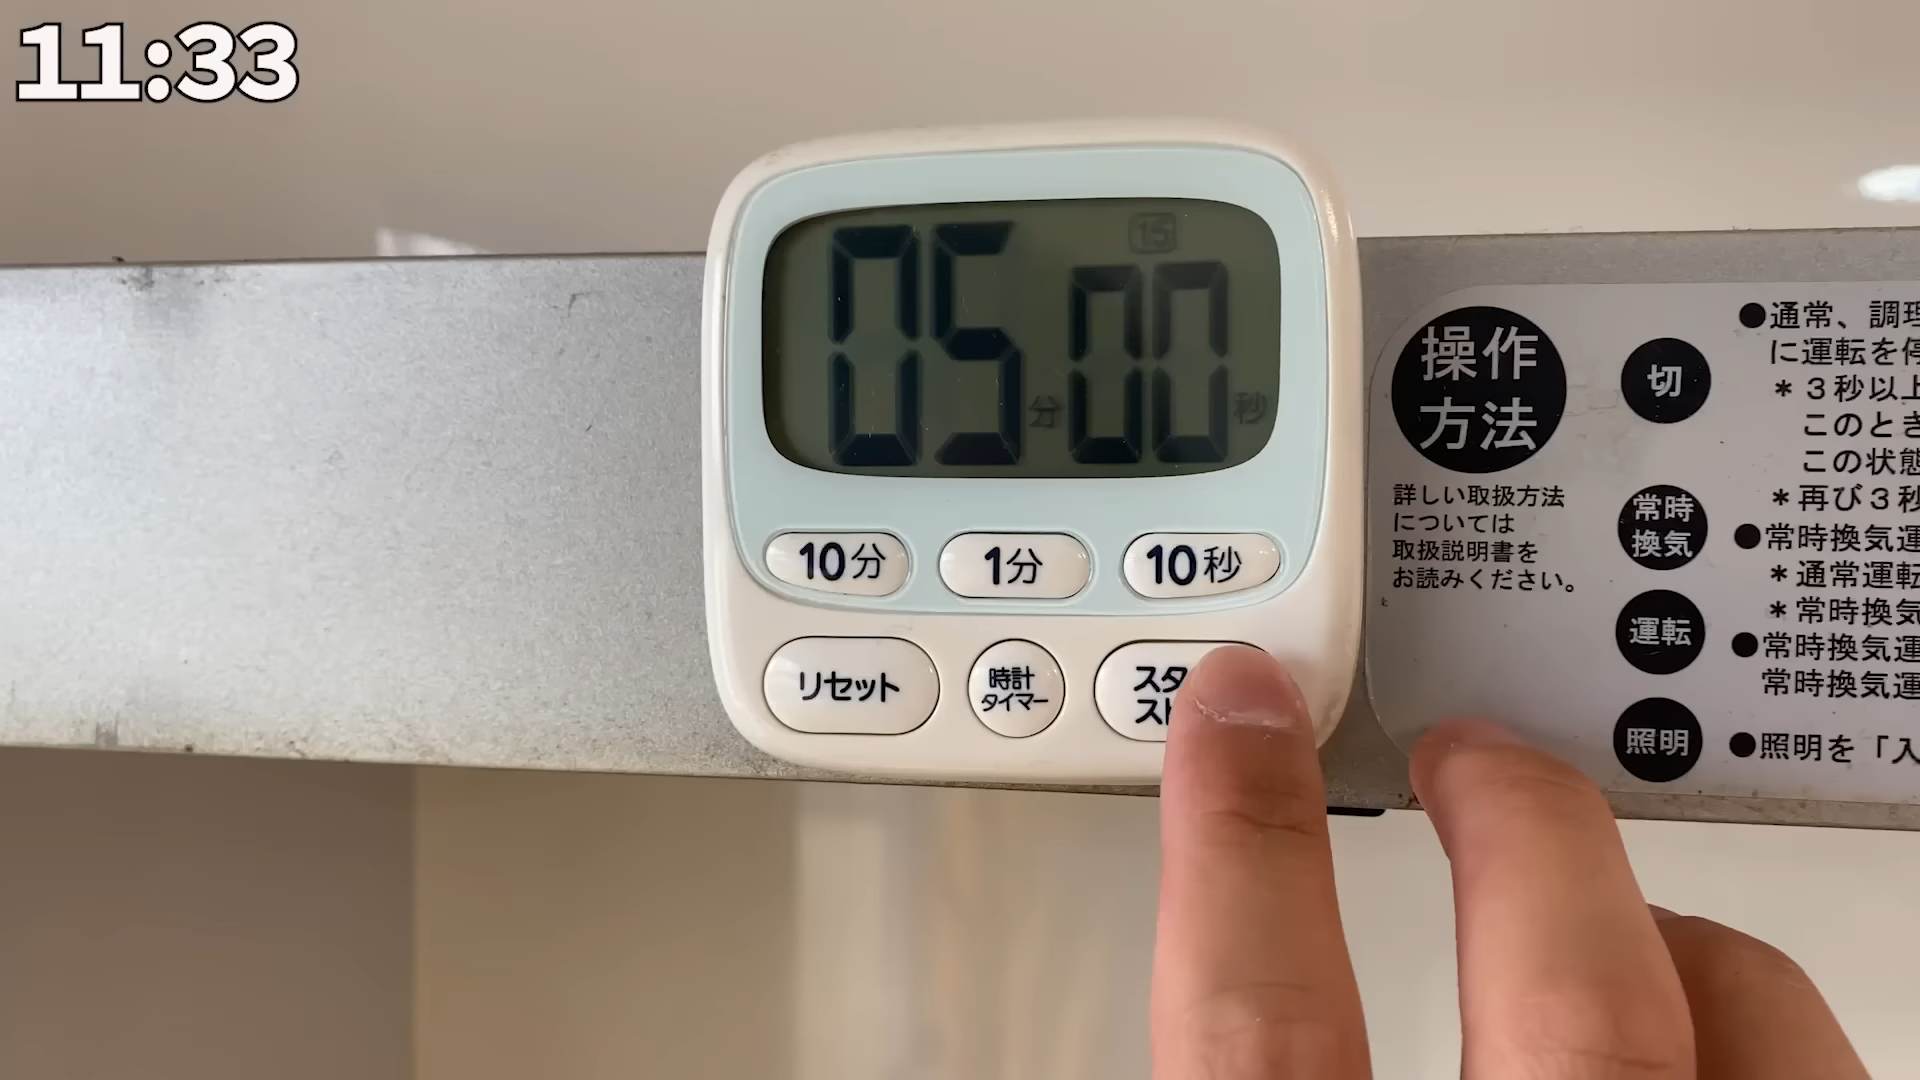 11:33
15
05分00秒
10分
1分
10秒
リセット
時計
タイマー
スタ
スト
操作
方法
詳しい取扱方法
については
取扱説明書を
お読みください。
切
常時
換気
運転
照明
●通常、調理
に運転を停
＊３秒以上
このとき
この状態
＊再び３秒
●常時換気運
＊通常運転
＊常時換気
●常時換気運
常時換気運
●照明を「入